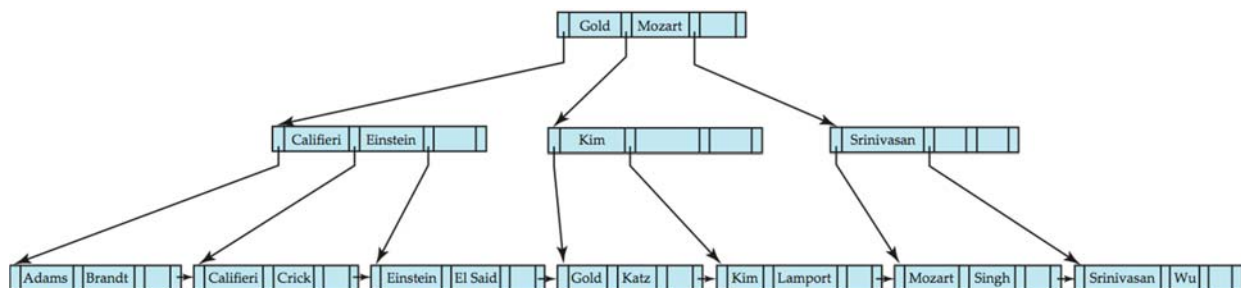 Gold Mozart
Califieri Einstein Kim Srinivasan
Adams Brandt Califieri Crick Einstein El Said Gold Katz Kim Lamport Mozart Singh Srinivasan Wu